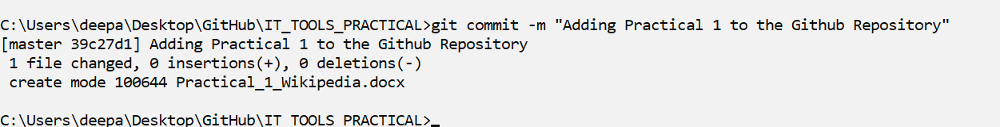 C:\Users\deepa\Desktop\GitHub\IT_TOOLS_PRACTICAL>git commit -m "Adding Practical 1 to the Github Repository"
[master 39c27d1] Adding Practical 1 to the Github Repository
 1 file changed, 0 insertions(+), 0 deletions(-)
 create mode 100644 Practical_1_Wikipedia.docx
C:\Users\deepa\Desktop\GitHub\IT_TOOLS_PRACTICAL>_